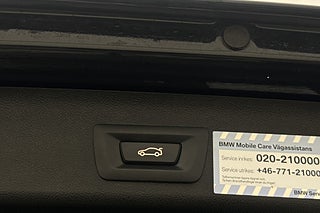 BMW Mobile Care Vägassistans
Service inrikes: 020-210000
Service utrikes: +46-771-21000
BMW Serv